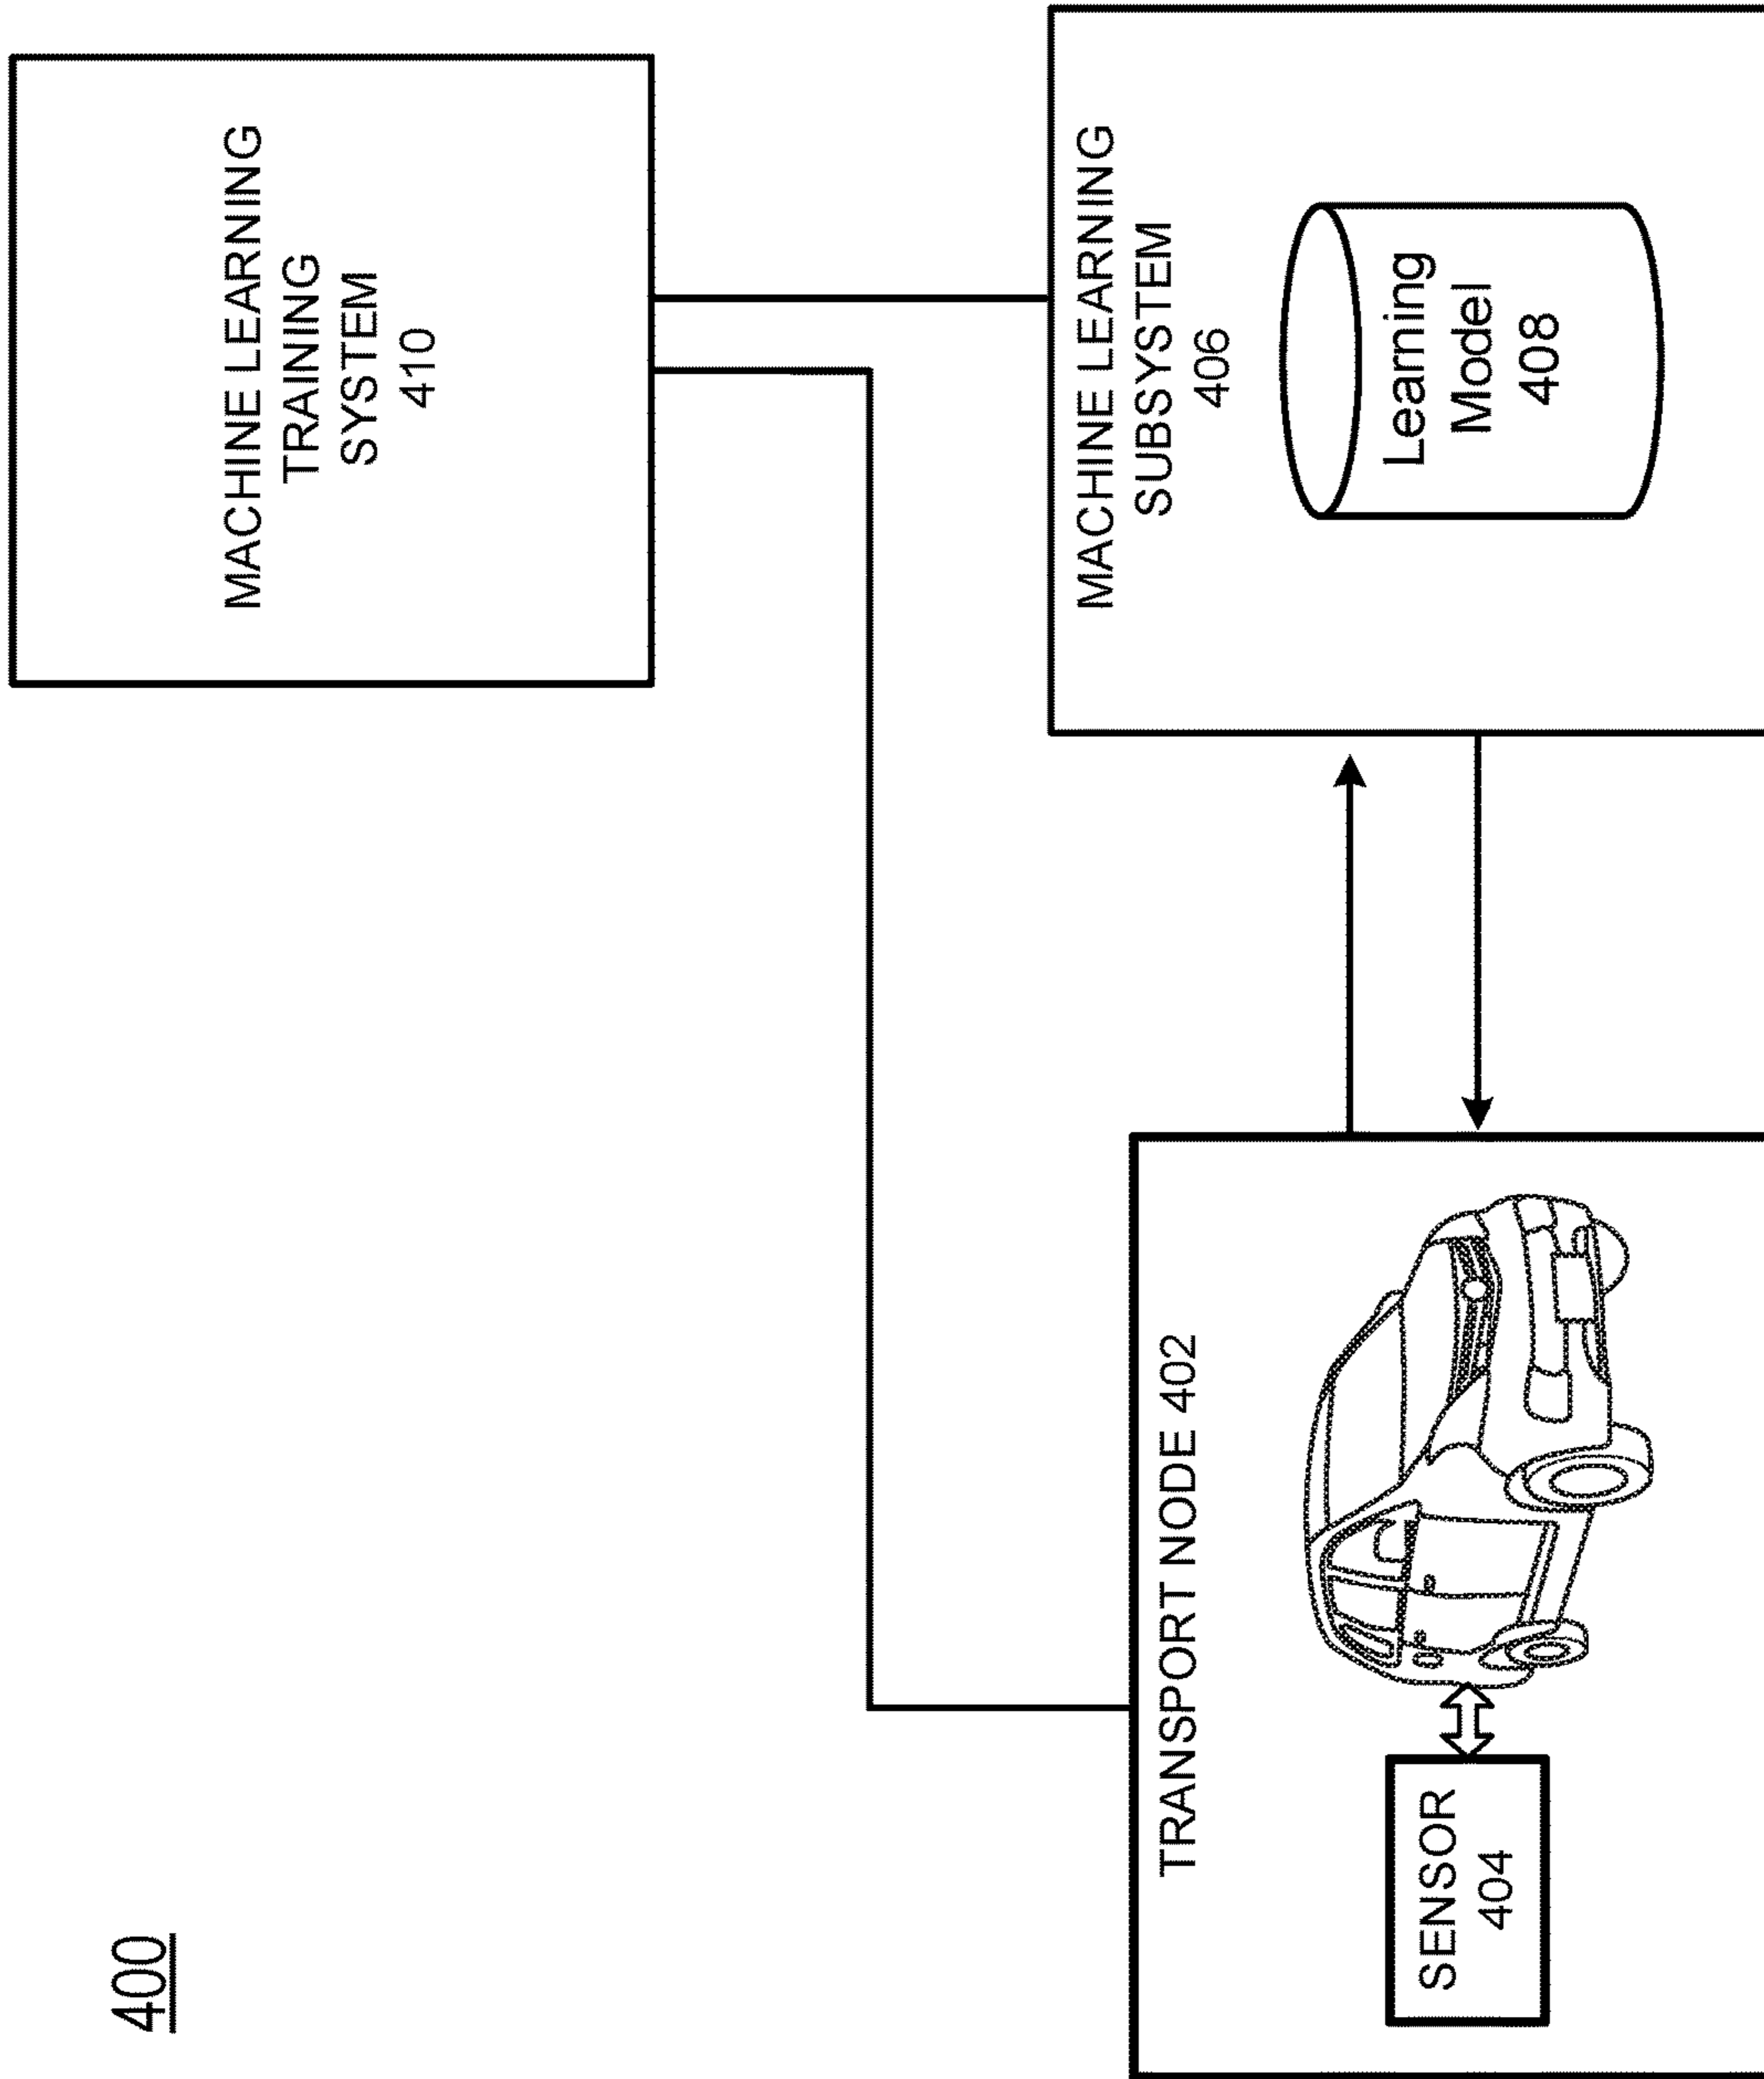 400
MACHINE LEARNING
TRAINING
SYSTEM
410
TRANSPORT NODE 402
SENSOR
404
MACHINE LEARNING
SUBSYSTEM
406
Learning
Model
408